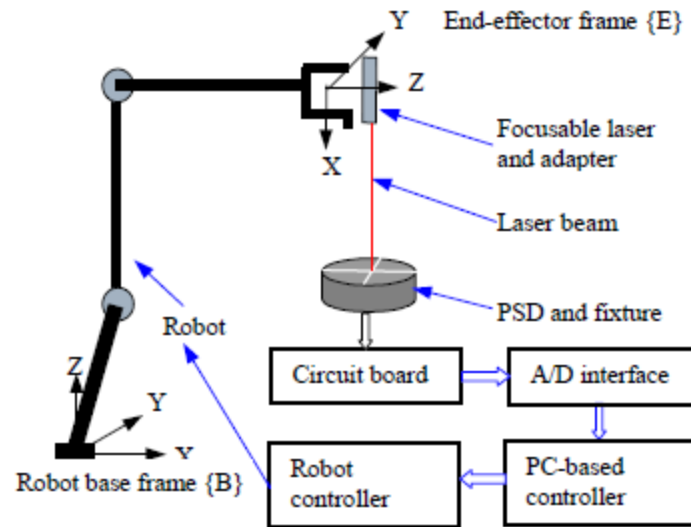 Y
End-effector frame {E}
Z
X
Focusable laser
and adapter
Laser beam
PSD and fixture
Robot
Circuit board
A/D interface
Z
Y
Robot base frame {B}
Robot
controller
PC-based
controller